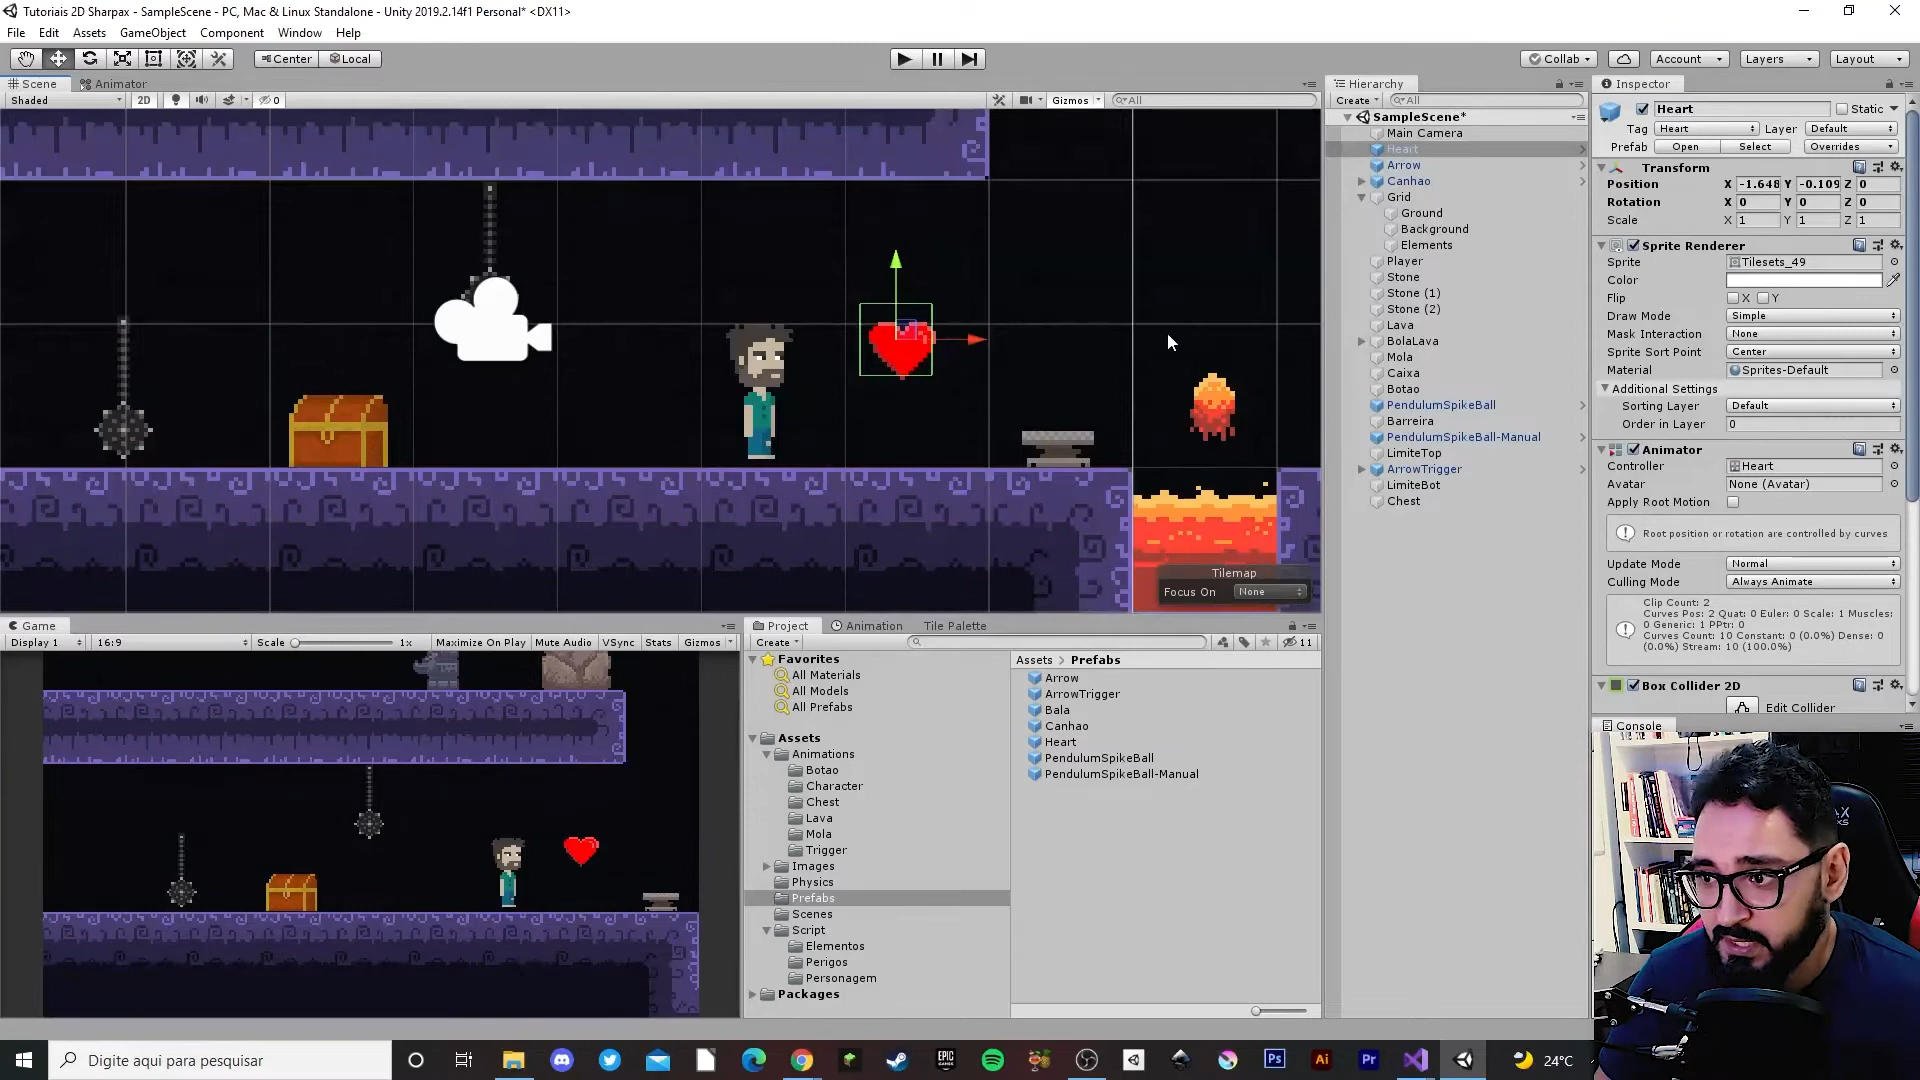 Tutoriais 2D Sharpax - SampleScene - PC, Mac & Linux Standalone - Unity 2019.2.14f1 Personal* <DX11>
File Edit Assets GameObject Component Window Help
Center Local Collab Account Layers Layout
Scene Animator
Shaded 2D 0 Gizmos All
Tilemap
Focus On None
Hierarchy
Create All
SampleScene*
Main Camera
Heart
Arrow
Canhao
Grid
Ground
Background
Elements
Player
Stone
Stone (1)
Stone (2)
Lava
BolaLava
Mola
Caixa
Botao
PendulumSpikeBall
Barreira
PendulumSpikeBall-Manual
LimiteTop
ArrowTrigger
LimiteBot
Chest
Inspector
Heart Static
Tag Heart Layer Default
Prefab Open Select Overrides
Transform
Position X -1.648 Y -0.109 Z 0
Rotation X 0 Y 0 Z 0
Scale X 1 Y 1 Z 1
Sprite Renderer
Sprite Tilesets_49
Color
Flip X Y
Draw Mode Simple
Mask Interaction None
Sprite Sort Point Center
Material Sprites-Default
Additional Settings
Sorting Layer Default
Order in Layer 0
Animator
Controller Heart
Avatar None (Avatar)
Apply Root Motion
Root position or rotation are controlled by curves
Update Mode Normal
Culling Mode Always Animate
Clip Count: 2
Curves Pos: 2 Quat: 0 Euler: 0 Scale: 1 Muscles:
0 Generic: 1 PPtr: 0
Curves Count: 10 Constant: 0 (0.0%) Dense: 0
(0.0%) Stream: 10 (100.0%)
Box Collider 2D
Edit Collider
Console
Game
Display 1 16:9 Scale 1x Maximize On Play Mute Audio VSync Stats Gizmos
Project Animation Tile Palette
Create 11
Favorites
All Materials
All Models
All Prefabs
Assets
Animations
Botao
Character
Chest
Lava
Mola
Trigger
Images
Physics
Prefabs
Scenes
Script
Elementos
Perigos
Personagem
Packages
Assets > Prefabs
Arrow
ArrowTrigger
Bala
Canhao
Heart
PendulumSpikeBall
PendulumSpikeBall-Manual
Digite aqui para pesquisar
EPIC
Ps Ai Pr
24°C